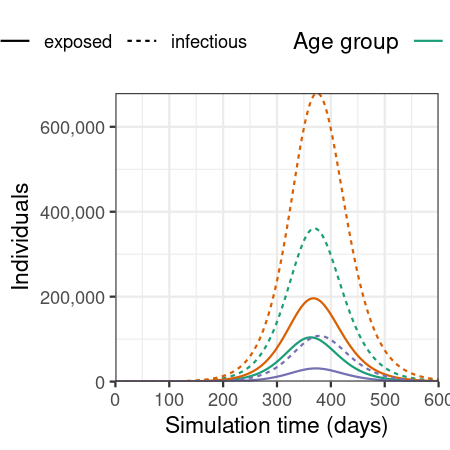 exposed infectious Age group
Individuals
600,000
400,000
200,000
0
0 100 200 300 400 500 600
Simulation time (days)